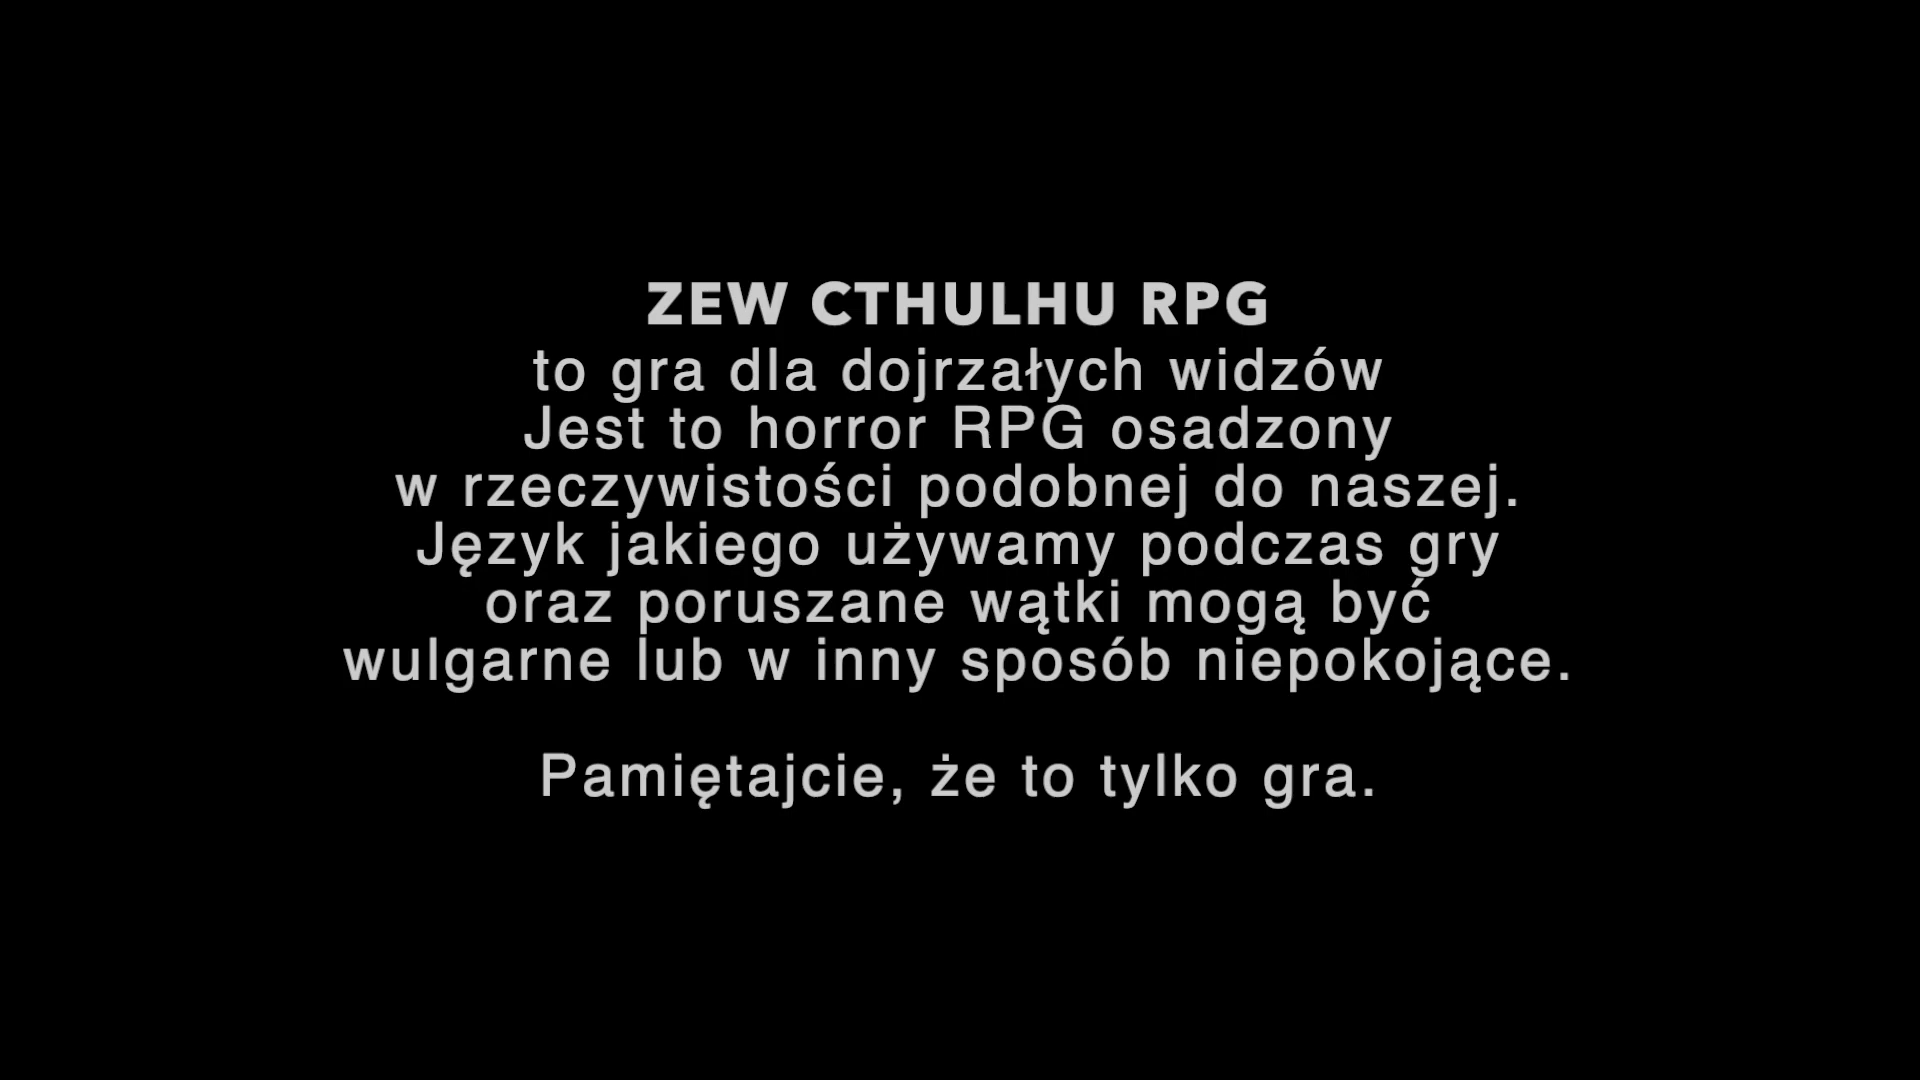 ZEW CTHULHU RPG
to gra dla dojrzałych widzów
Jest to horror RPG osadzony
w rzeczywistości podobnej do naszej.
Język jakiego używamy podczas gry
oraz poruszane wątki mogą być
wulgarne lub w inny sposób niepokojące.
Pamiętajcie, że to tylko gra.